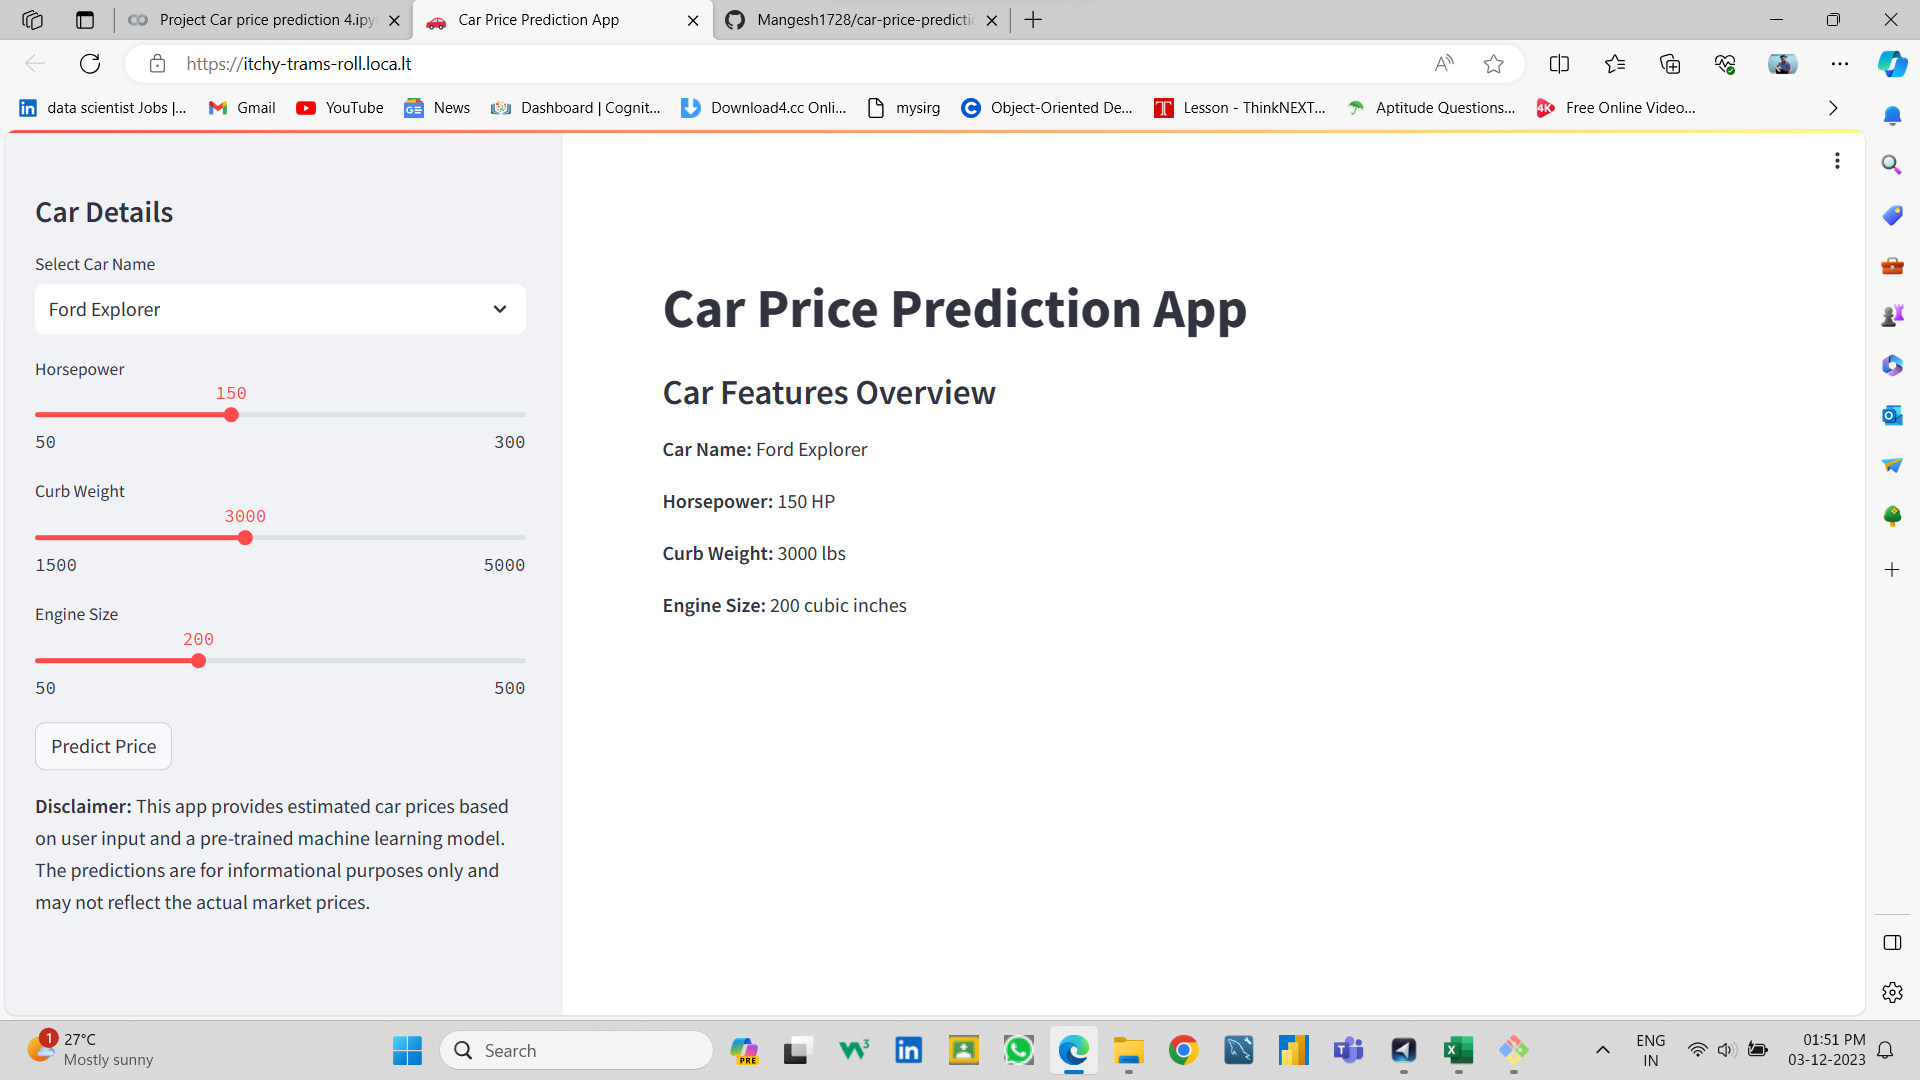 Project Car price prediction 4.ipy
Car Price Prediction App
Mangesh1728/car-price-predicti
https://itchy-trams-roll.loca.lt
data scientist Jobs |...
Gmail
YouTube
News
Dashboard | Cognit...
Download4.cc Onli...
mysirg
Object-Oriented De...
Lesson - ThinkNEXT...
Aptitude Questions...
Free Online Video...
Car Details
Select Car Name
Ford Explorer
Horsepower
150
50 300
Curb Weight
3000
1500 5000
Engine Size
200
50 500
Predict Price
Disclaimer: This app provides estimated car prices based
on user input and a pre-trained machine learning model.
The predictions are for informational purposes only and
may not reflect the actual market prices.
Car Price Prediction App
Car Features Overview
Car Name: Ford Explorer
Horsepower: 150 HP
Curb Weight: 3000 lbs
Engine Size: 200 cubic inches
1
27°C
Mostly sunny
Search
PRE
ENG
IN
01:51 PM
03-12-2023